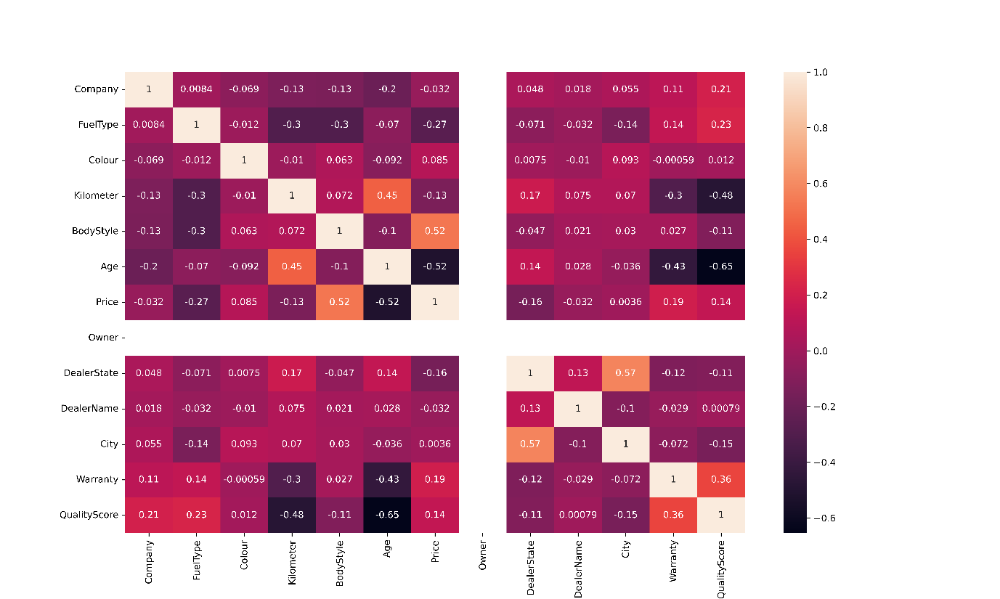 Company 1 0.0084 -0.069 -0.13 -0.13 -0.2 -0.032 0.048 0.018 0.055 0.11 0.21
FuelType 0.0084 1 -0.012 -0.3 -0.3 -0.07 -0.27 -0.071 -0.032 -0.14 0.14 0.23
Colour -0.069 -0.012 1 -0.01 0.063 -0.092 0.085 0.0075 -0.01 0.093 -0.00059 0.012
Kilometer -0.13 -0.3 -0.01 1 0.072 0.45 -0.13 0.17 0.075 0.07 -0.3 -0.48
BodyStyle -0.13 -0.3 0.063 0.072 1 -0.1 0.52 -0.047 0.021 0.03 0.027 -0.11
Age -0.2 -0.07 -0.092 0.45 -0.1 1 -0.52 0.14 0.028 -0.036 -0.43 -0.65
Price -0.032 -0.27 0.085 -0.13 0.52 -0.52 1 -0.16 -0.032 0.0036 0.19 0.14
Owner
DealerState 0.048 -0.071 0.0075 0.17 -0.047 0.14 -0.16 1 0.13 0.57 -0.12 -0.11
DealerName 0.018 -0.032 -0.01 0.075 0.021 0.028 -0.032 0.13 1 -0.1 -0.029 0.00079
City 0.055 -0.14 0.093 0.07 0.03 -0.036 0.0036 0.57 -0.1 1 -0.072 -0.15
Warranty 0.11 0.14 -0.00059 -0.3 0.027 -0.43 0.19 -0.12 -0.029 -0.072 1 0.36
QualityScore 0.21 0.23 0.012 -0.48 -0.11 -0.65 0.14 -0.11 0.00079 -0.15 0.36 1
Company FuelType Colour Kilometer BodyStyle Age Price Owner DealerState DealerName City Warranty QualityScore
1.0
0.8
0.6
0.4
0.2
0.0
−0.2
−0.4
−0.6